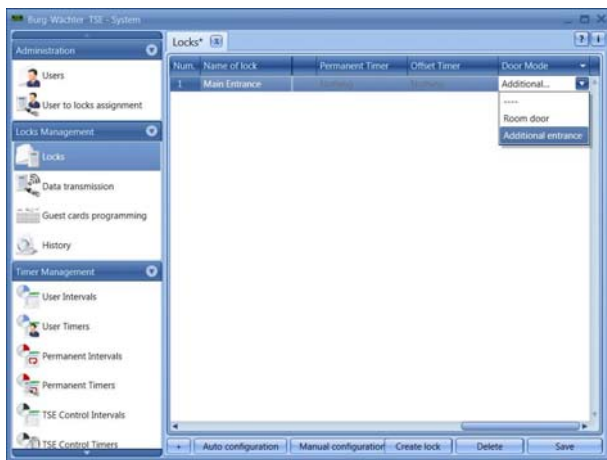 Burg Wächter TSE - System
Administration
Users
User to locks assignment
Locks Management
Locks
Data transmission
Guest cards programming
History
Timer Management
User Intervals
User Timers
Permanent Intervals
Permanent Timers
TSE Control Intervals
TSE Control Timers
Locks*
? i
Num. Name of lock Permanent Timer Offset Timer Door Mode
1 Main Entrance Nothing Nothing Additional...
----
Room door
Additional entrance
+ Auto configuration Manual configuration Create lock Delete Save